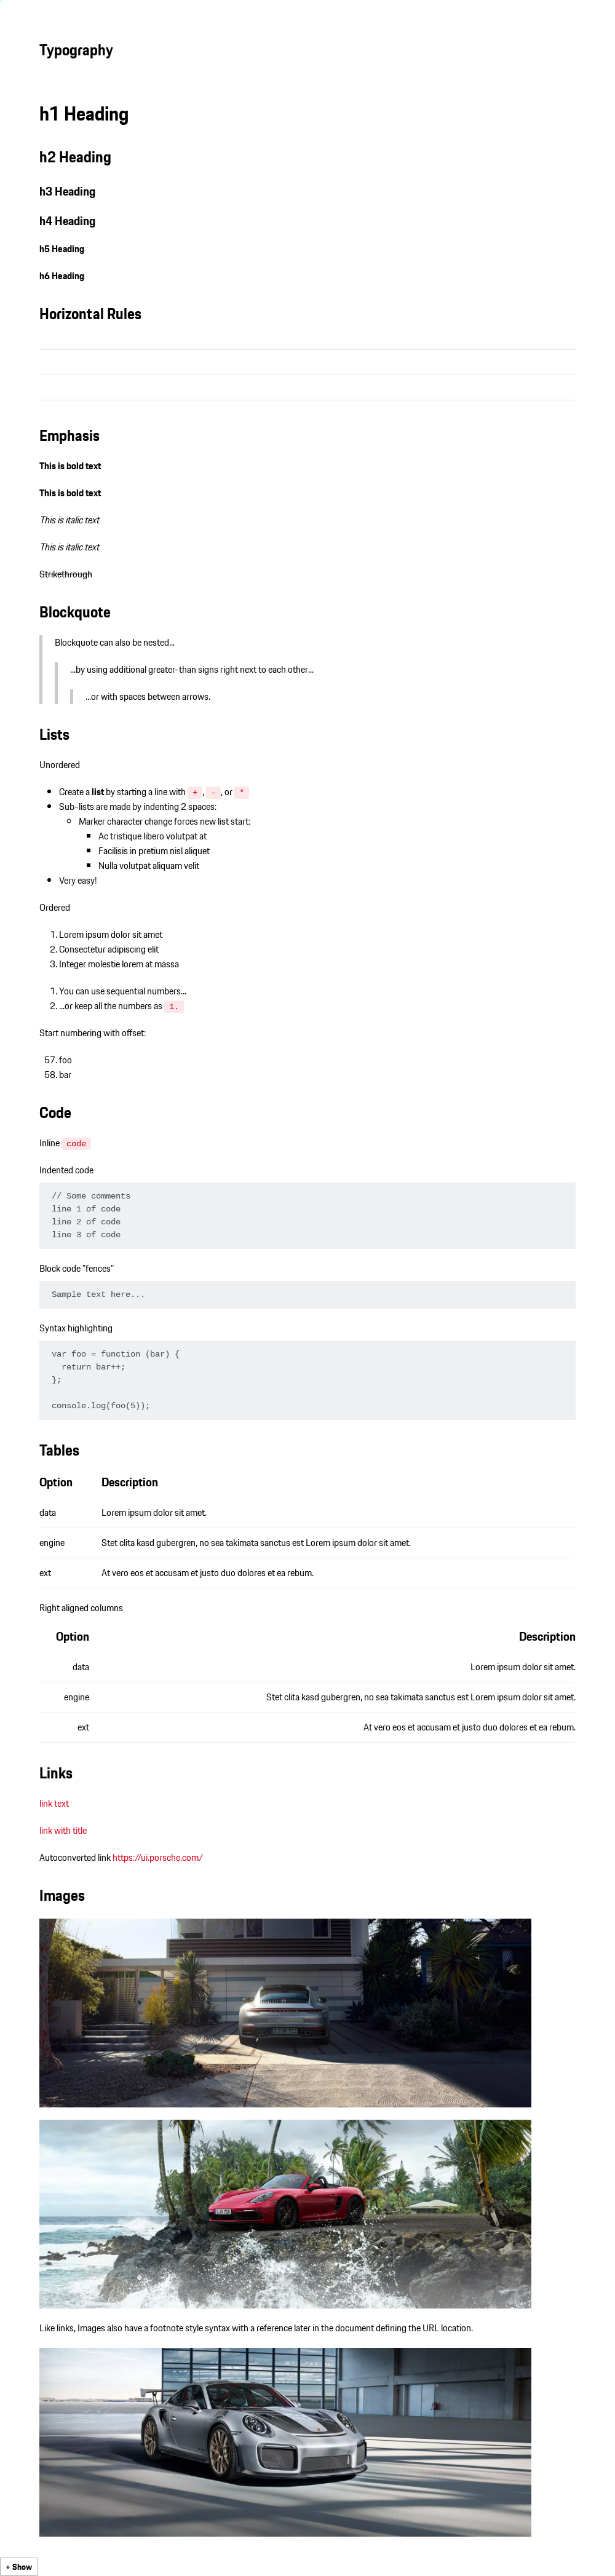 Typography
h1 Heading
h2 Heading
h3 Heading
h4 Heading
h5 Heading
h6 Heading
Horizontal Rules
Emphasis
This is bold text
This is bold text
This is italic text
This is italic text
Strikethrough
Blockquote
Blockquote can also be nested...
...by using additional greater-than signs right next to each other...
...or with spaces between arrows.
Lists
Unordered
Create a list by starting a line with + , - , or *
Sub-lists are made by indenting 2 spaces:
Marker character change forces new list start:
Ac tristique libero volutpat at
Facilisis in pretium nisl aliquet
Nulla volutpat aliquam velit
Very easy!
Ordered
1. Lorem ipsum dolor sit amet
2. Consectetur adipiscing elit
3. Integer molestie lorem at massa
1. You can use sequential numbers...
2. ...or keep all the numbers as 1.
Start numbering with offset:
57. foo
58. bar
Code
Inline code
Indented code
// Some comments
line 1 of code
line 2 of code
line 3 of code
Block code "fences"
Sample text here...
Syntax highlighting
var foo = function (bar) {
  return bar++;
};
console.log(foo(5));
Tables
Option Description
data Lorem ipsum dolor sit amet.
engine Stet clita kasd gubergren, no sea takimata sanctus est Lorem ipsum dolor sit amet.
ext At vero eos et accusam et justo duo dolores et ea rebum.
Right aligned columns
Option Description
data Lorem ipsum dolor sit amet.
engine Stet clita kasd gubergren, no sea takimata sanctus est Lorem ipsum dolor sit amet.
ext At vero eos et accusam et justo duo dolores et ea rebum.
Links
link text
link with title
Autoconverted link https://ui.porsche.com/
Images
Like links, Images also have a footnote style syntax with a reference later in the document defining the URL location.
+ Show